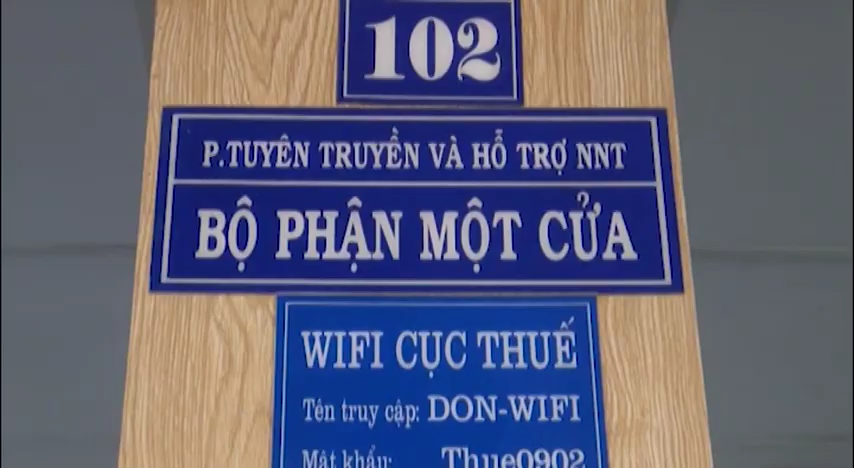 102
P.TUYÊN TRUYỀN VÀ HỖ TRỢ NNT
BỘ PHẬN MỘT CỬA
WIFI CỤC THUẾ
Tên truy cập: DON-WIFI
Mật khẩu: Thue0902